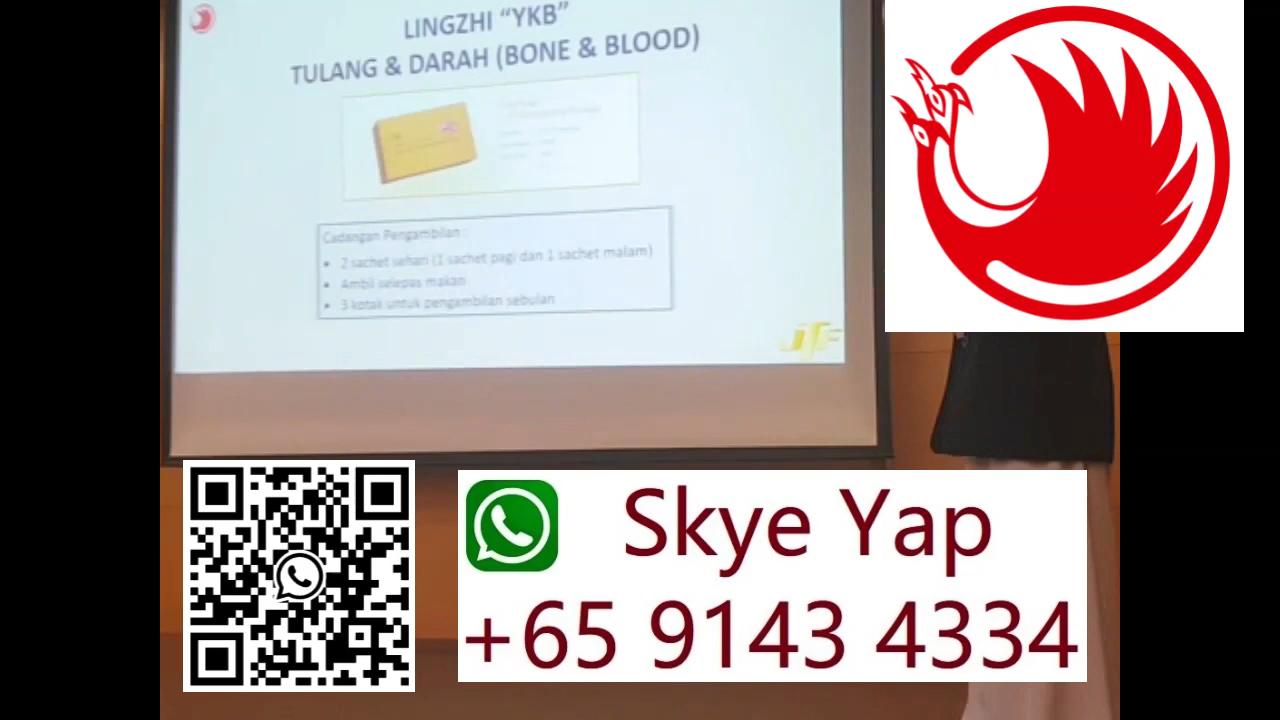 LINGZHI “YKB”
TULANG & DARAH (BONE & BLOOD)
Cadangan Pengambilan :
• 2 sachet sehari (1 sachet pagi dan 1 sachet malam)
• Ambil selepas makan
• 3 kotak untuk pengambilan sebulan
Skye Yap
+65 9143 4334